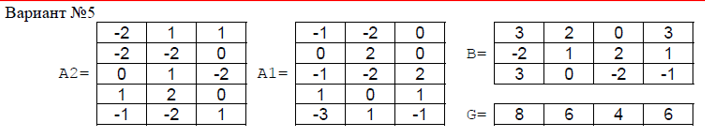 Вариант №5
-2 1 1 -1 -2 0 3 2 0 3
-2 -2 0 0 2 0 B= -2 1 2 1
A2= 0 1 -2 A1= -1 -2 2 3 0 -2 -1
1 2 0 1 0 1
-1 -2 1 -3 1 -1 G= 8 6 4 6